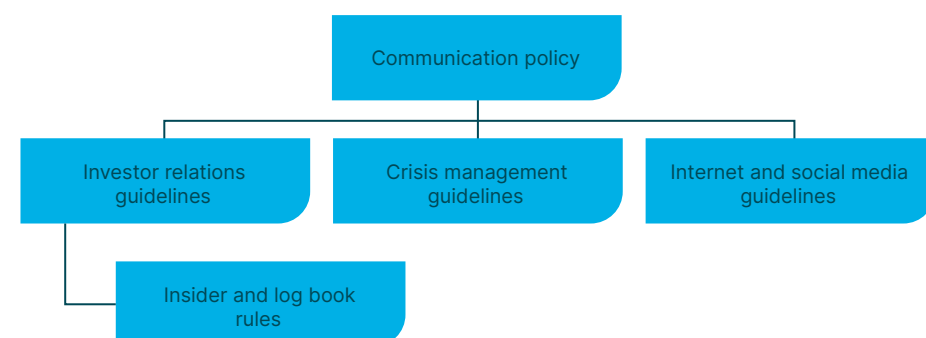 Communication policy
Investor relations
guidelines
Crisis management
guidelines
Internet and social media
guidelines
Insider and log book
rules